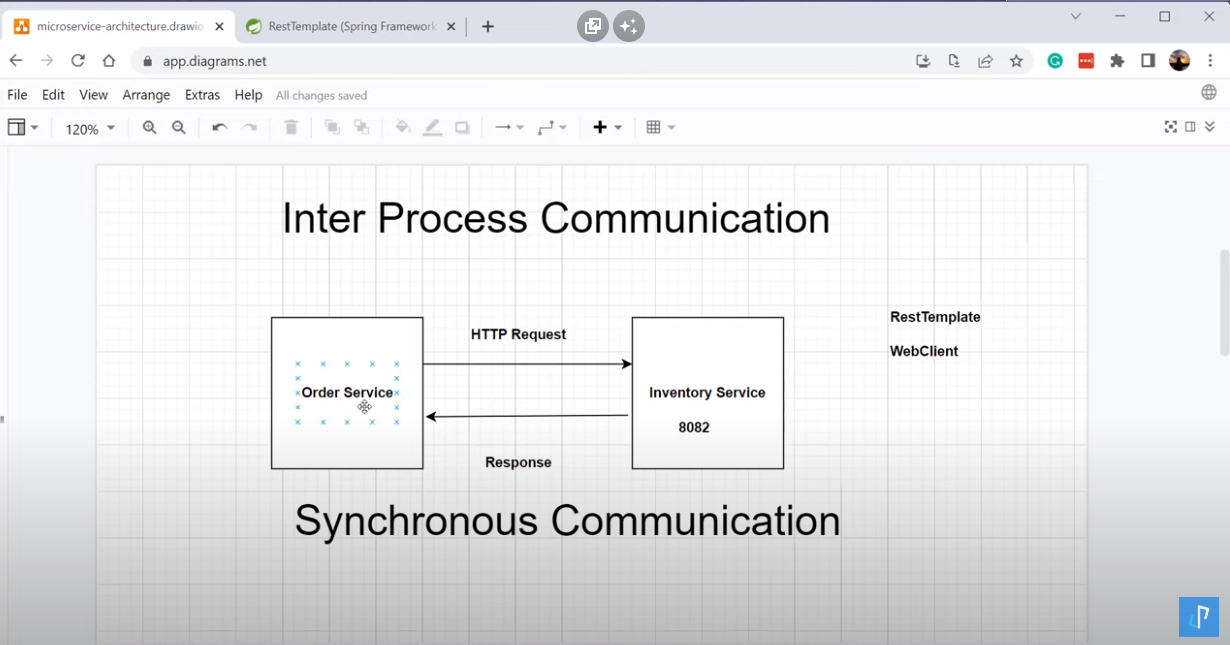 microservice-architecture.drawio
RestTemplate (Spring Framework
app.diagrams.net
File Edit View Arrange Extras Help All changes saved
120%
Inter Process Communication
HTTP Request
RestTemplate
WebClient
Order Service
Inventory Service
8082
Response
Synchronous Communication